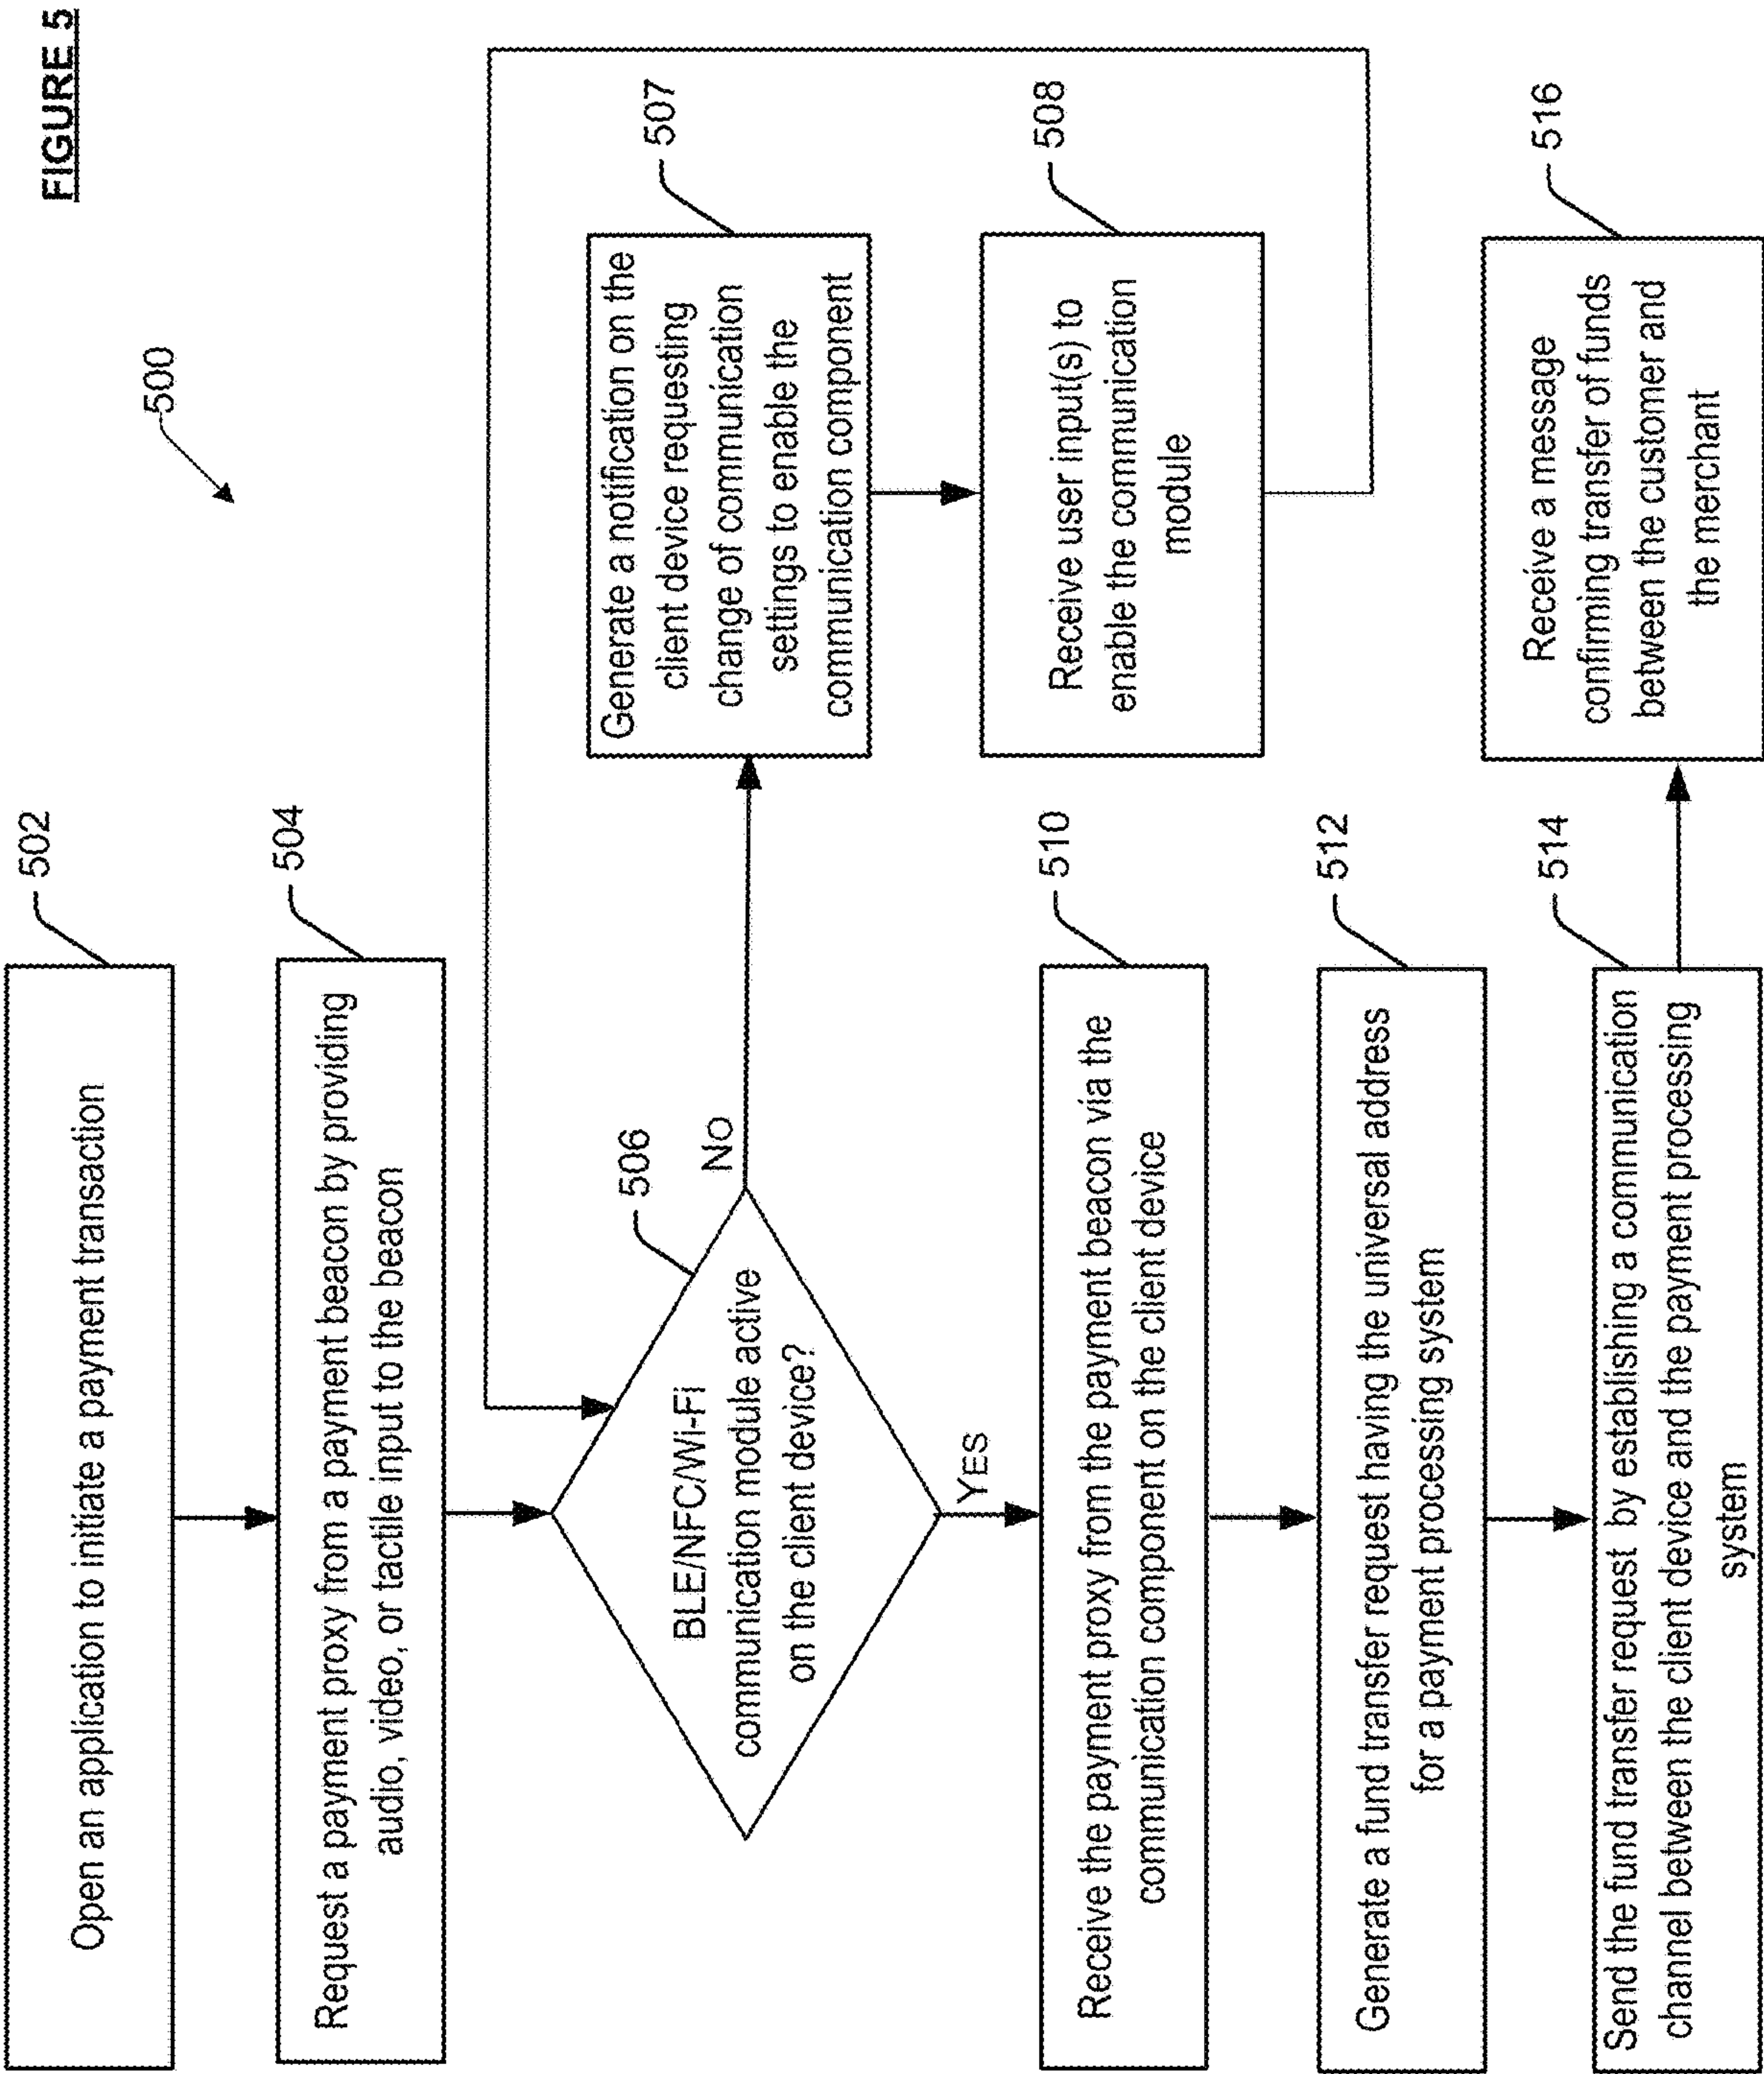 FIGURE 5
500
502
Open an application to initiate a payment transaction
504
Request a payment proxy from a payment beacon by providing
audio, video, or tactile input to the beacon
506
BLE/NFC/Wi-Fi
communication module active
on the client device?
NO
507
Generate a notification on the
client device requesting
change of communication
settings to enable the
communication component
508
Receive user input(s) to
enable the communication
module
YES
510
Receive the payment proxy from the payment beacon via the
communication component on the client device
512
Generate a fund transfer request having the universal address
for a payment processing system
514
Send the fund transfer request by establishing a communication
channel between the client device and the payment processing
system
516
Receive a message
confirming transfer of funds
between the customer and
the merchant